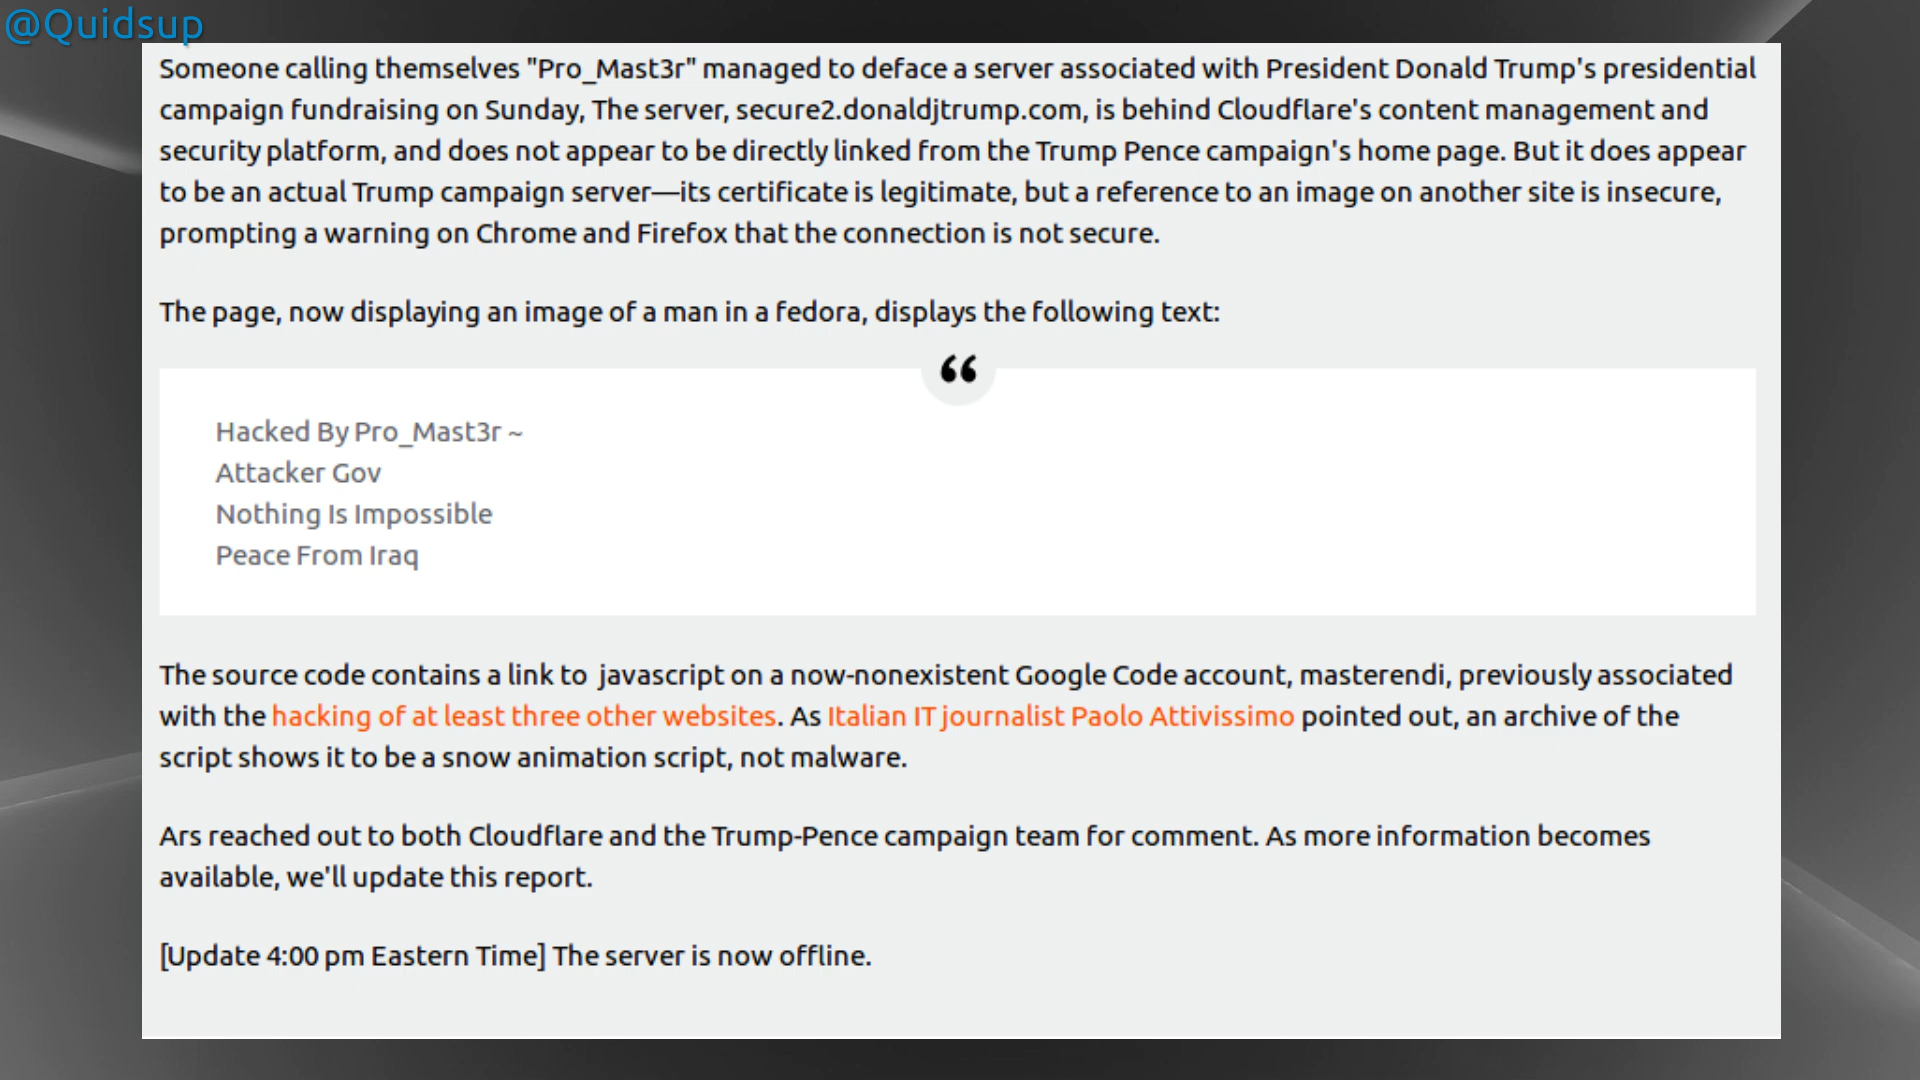 @Quidsup
Someone calling themselves "Pro_Mast3r" managed to deface a server associated with President Donald Trump's presidential
campaign fundraising on Sunday, The server, secure2.donaldjtrump.com, is behind Cloudflare's content management and
security platform, and does not appear to be directly linked from the Trump Pence campaign's home page. But it does appear
to be an actual Trump campaign server—its certificate is legitimate, but a reference to an image on another site is insecure,
prompting a warning on Chrome and Firefox that the connection is not secure.
The page, now displaying an image of a man in a fedora, displays the following text:
“
Hacked By Pro_Mast3r ~
Attacker Gov
Nothing Is Impossible
Peace From Iraq
The source code contains a link to  javascript on a now-nonexistent Google Code account, masterendi, previously associated
with the hacking of at least three other websites. As Italian IT journalist Paolo Attivissimo pointed out, an archive of the
script shows it to be a snow animation script, not malware.
Ars reached out to both Cloudflare and the Trump-Pence campaign team for comment. As more information becomes
available, we'll update this report.
[Update 4:00 pm Eastern Time] The server is now offline.